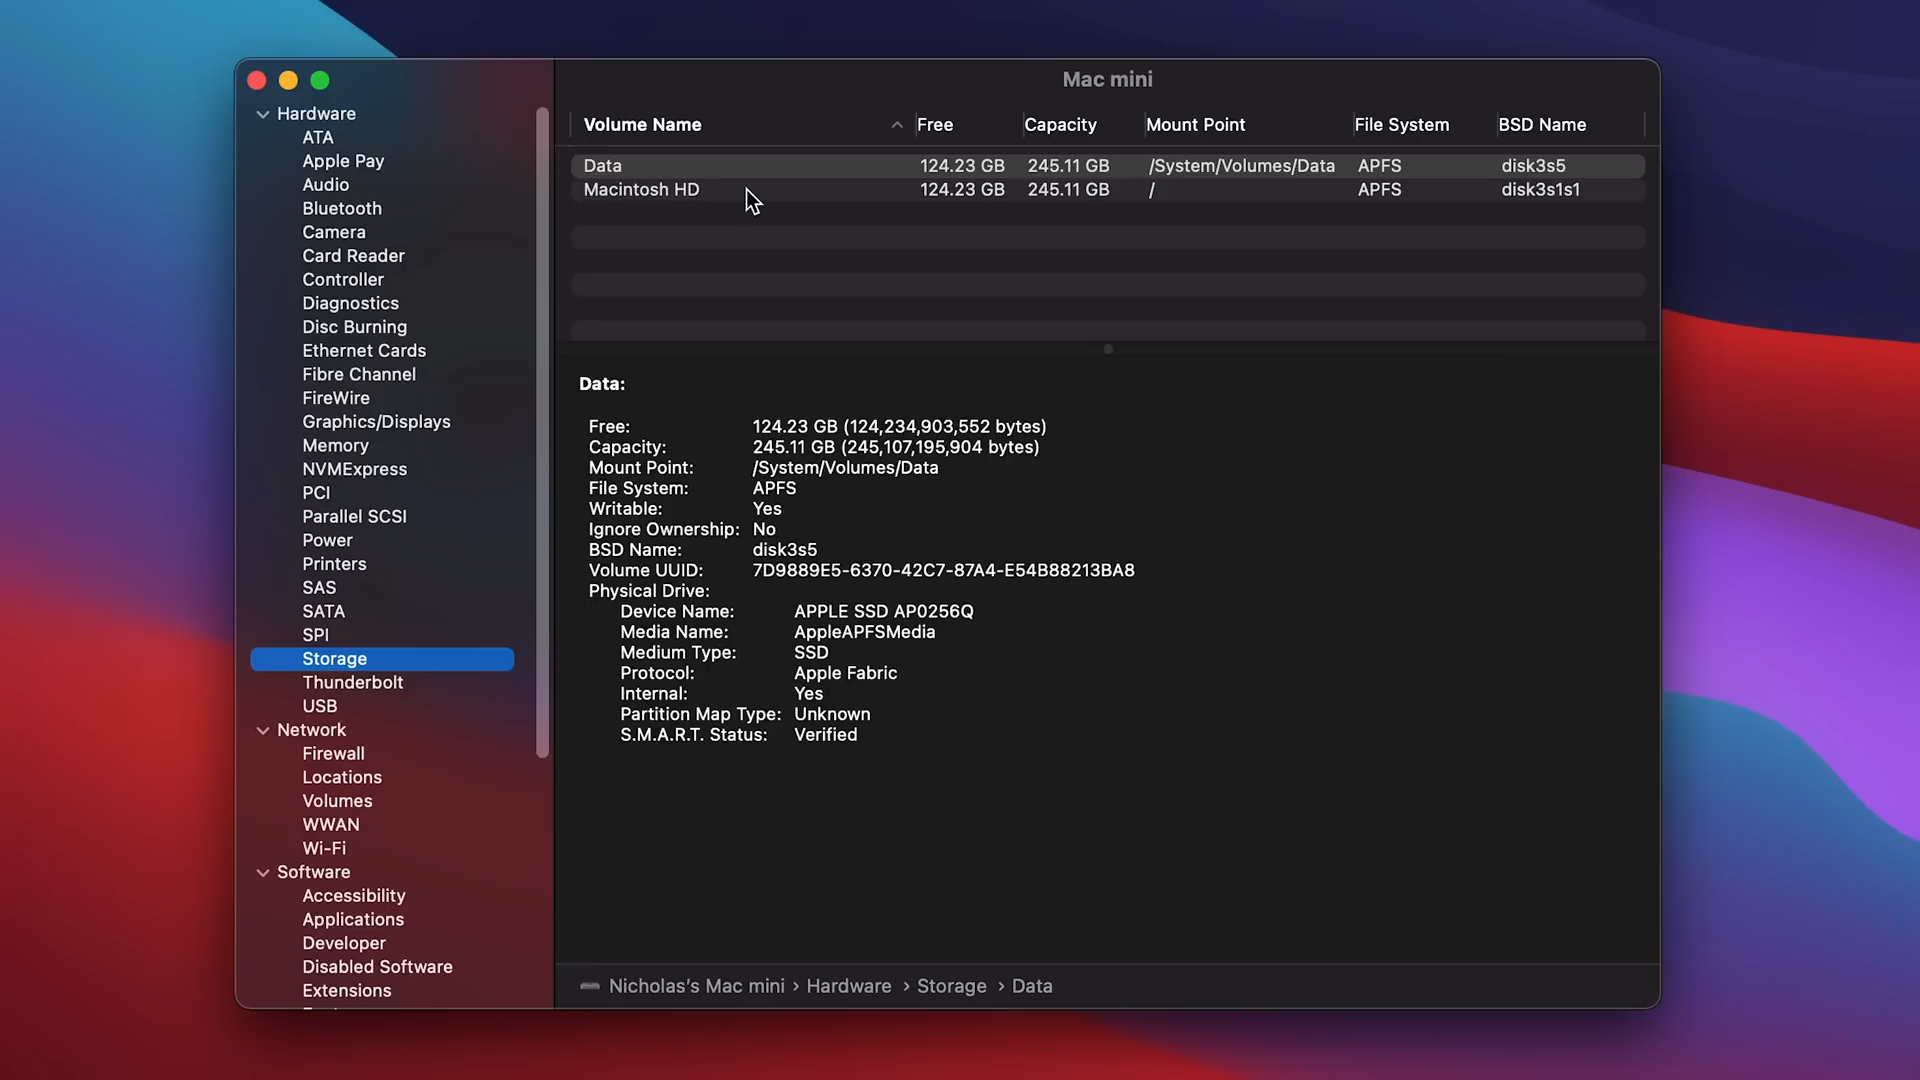 Mac mini
Hardware
ATA
Apple Pay
Audio
Bluetooth
Camera
Card Reader
Controller
Diagnostics
Disc Burning
Ethernet Cards
Fibre Channel
FireWire
Graphics/Displays
Memory
NVMExpress
PCI
Parallel SCSI
Power
Printers
SAS
SATA
SPI
Storage
Thunderbolt
USB
Network
Firewall
Locations
Volumes
WWAN
Wi-Fi
Software
Accessibility
Applications
Developer
Disabled Software
Extensions
Volume Name Free Capacity Mount Point File System BSD Name
Data 124.23 GB 245.11 GB /System/Volumes/Data APFS disk3s5
Macintosh HD 124.23 GB 245.11 GB / APFS disk3s1s1
Data:
Free: 124.23 GB (124,234,903,552 bytes)
Capacity: 245.11 GB (245,107,195,904 bytes)
Mount Point: /System/Volumes/Data
File System: APFS
Writable: Yes
Ignore Ownership: No
BSD Name: disk3s5
Volume UUID: 7D9889E5-6370-42C7-87A4-E54B88213BA8
Physical Drive:
Device Name: APPLE SSD AP0256Q
Media Name: AppleAPFSMedia
Medium Type: SSD
Protocol: Apple Fabric
Internal: Yes
Partition Map Type: Unknown
S.M.A.R.T. Status: Verified
Nicholas’s Mac mini › Hardware › Storage › Data